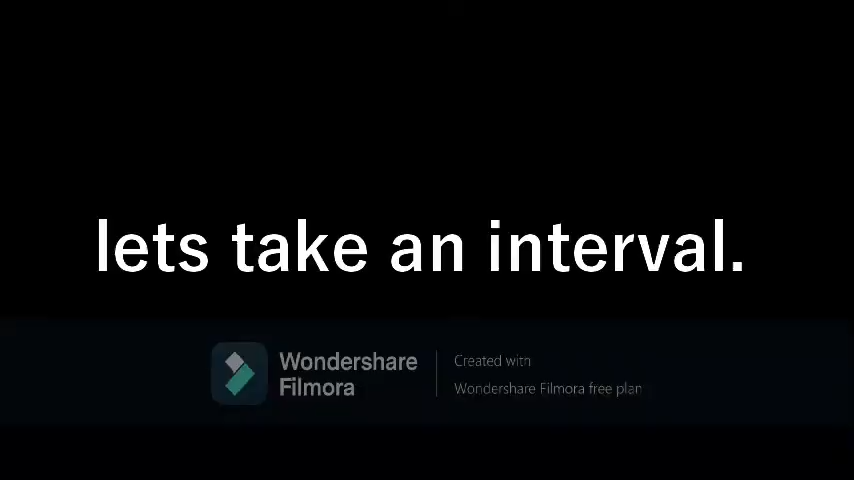 lets take an interval.
Wondershare
Filmora
Created with
Wondershare Filmora free plan